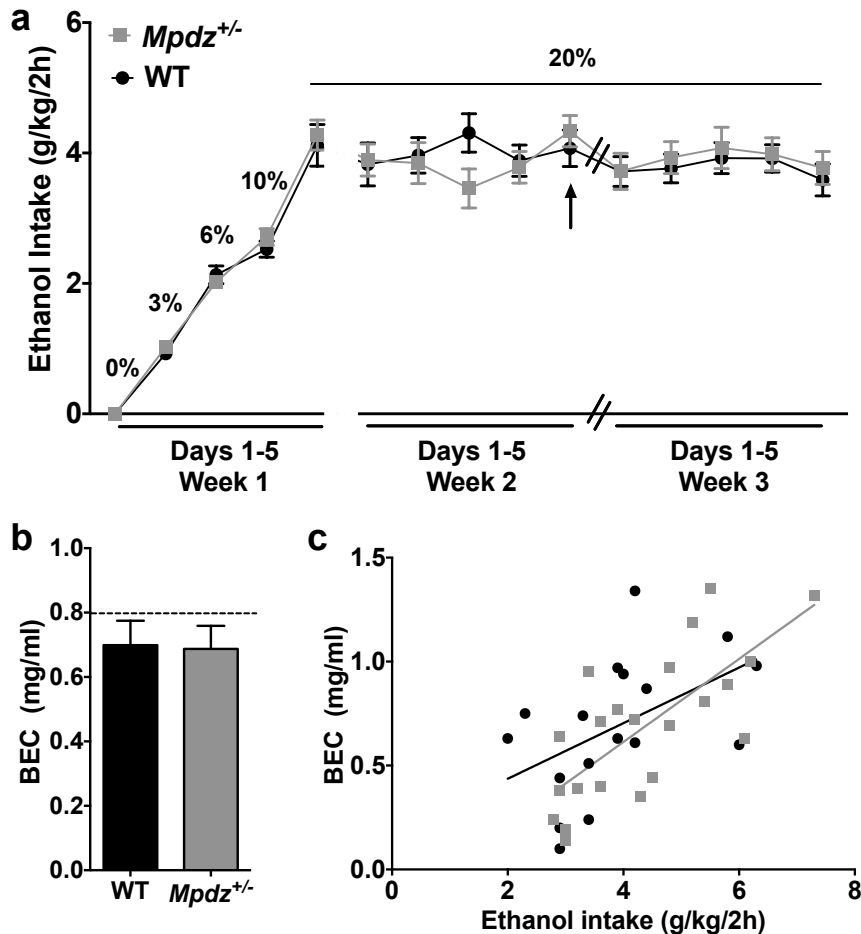 a
Ethanol Intake (g/kg/2h)
6
4
2
0
Mpdz+/-
WT
20%
10%
6%
3%
0%
Days 1-5
Week 1
Days 1-5
Week 2
Days 1-5
Week 3
b
BEC (mg/ml)
1.0
0.8
0.6
0.4
0.2
0.0
WT
Mpdz+/-
c
BEC (mg/ml)
1.5
1.0
0.5
0.0
0
2
4
6
8
Ethanol intake (g/kg/2h)